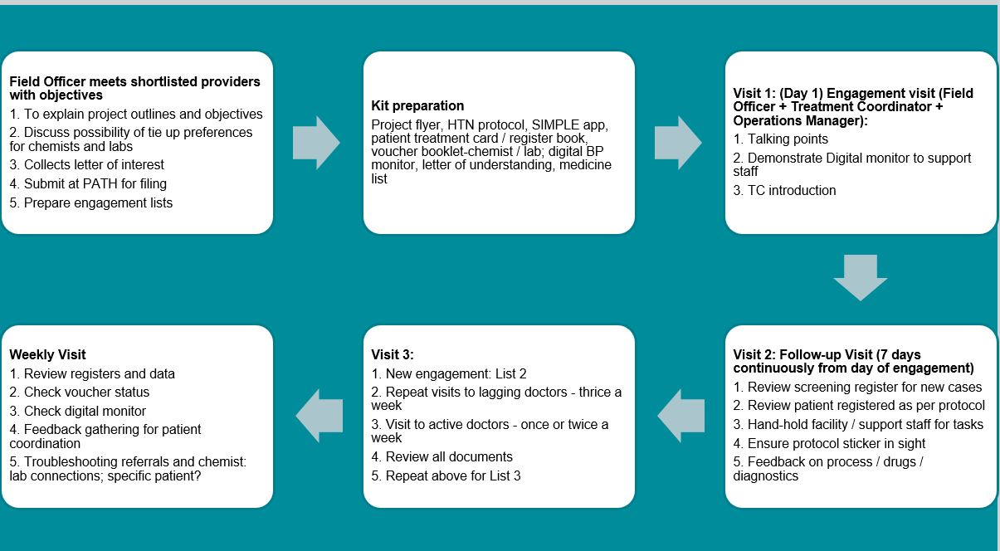 Field Officer meets shortlisted providers
with objectives
1. To explain project outlines and objectives
2. Discuss possibility of tie up preferences
for chemists and labs
3. Collects letter of interest
4. Submit at PATH for filing
5. Prepare engagement lists
Kit preparation
Project flyer, HTN protocol, SIMPLE app,
patient treatment card / register book,
voucher booklet-chemist / lab; digital BP
monitor, letter of understanding, medicine
list
Visit 1: (Day 1) Engagement visit (Field
Officer + Treatment Coordinator +
Operations Manager):
1. Talking points
2. Demonstrate Digital monitor to support
staff
3. TC introduction
Visit 2: Follow-up Visit (7 days
continuously from day of engagement)
1. Review screening register for new cases
2. Review patient registered as per protocol
3. Hand-hold facility / support staff for tasks
4. Ensure protocol sticker in sight
5. Feedback on process / drugs /
diagnostics
Visit 3:
1. New engagement: List 2
2. Repeat visits to lagging doctors - thrice a
week
3. Visit to active doctors - once or twice a
week
4. Review all documents
5. Repeat above for List 3
Weekly Visit
1. Review registers and data
2. Check voucher status
3. Check digital monitor
4. Feedback gathering for patient
coordination
5. Troubleshooting referrals and chemist:
lab connections; specific patient?